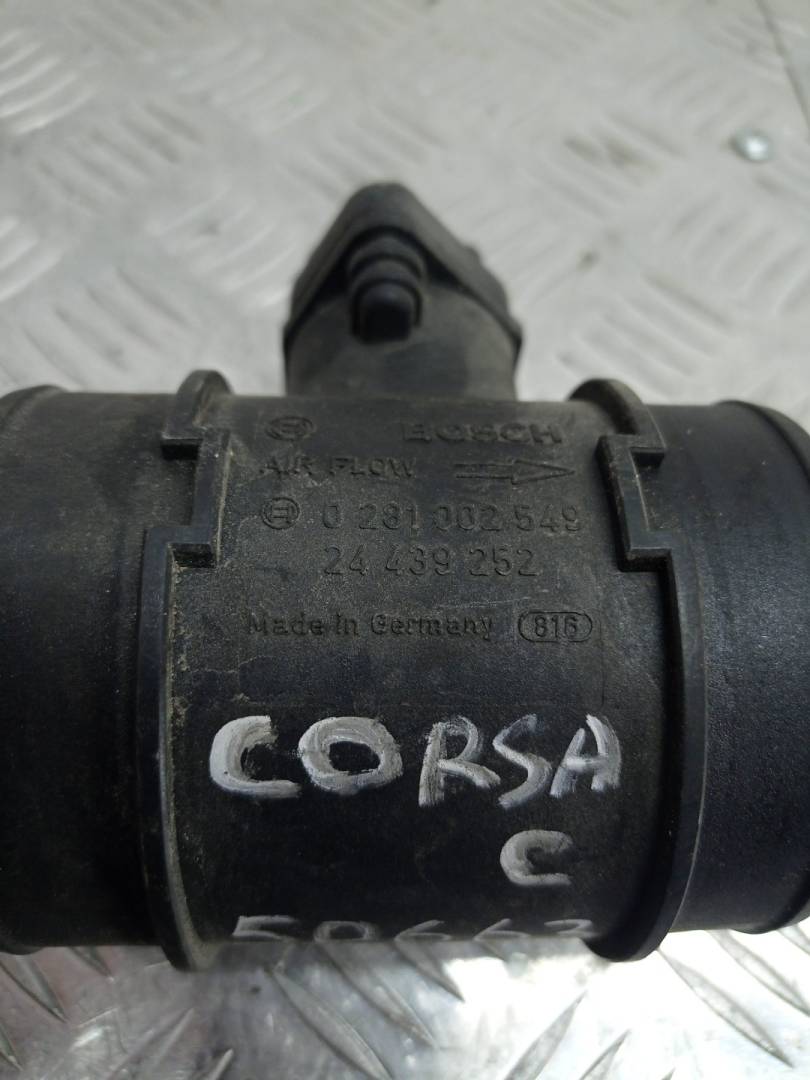 BOSCH
AIR FLOW
0 281 002 549
24 439 252
Made in Germany 816
CORSA
C